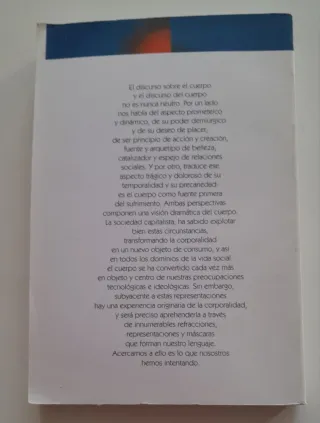 El discurso sobre el cuerpo
y el discurso del cuerpo
no es nunca neutro. Por un lado
nos habla del aspecto prometéico
y dinámico, de su poder demiúrgico
y de su deseo de placer,
de ser principio de acción y creación,
fuente y arquetipo de belleza,
catalizador y espejo de relaciones
sociales. Y por otro, traduce ese
aspecto trágico y doloroso de su
temporalidad y su precariedad:
es el cuerpo como fuente primera
del sufrimiento. Ambas perspectivas
componen una visión dramática del cuerpo.
La sociedad capitalista, ha sabido explotar
bien estas circunstancias,
transformando la corporalidad
en un nuevo objeto de consumo, y así
en todos los dominios de la vida social
el cuerpo se ha convertido cada vez más
en objeto y centro de nuestras preocupaciones
tecnológicas e ideológicas. Sin embargo,
subyacente a estas representaciones
hay una experiencia originaria de la corporalidad,
y será preciso aprehenderla a través
de innumerables refracciones,
representaciones y máscaras
que forman nuestro lenguaje.
Acercarnos a ello es lo que nosotros
hemos intentando.